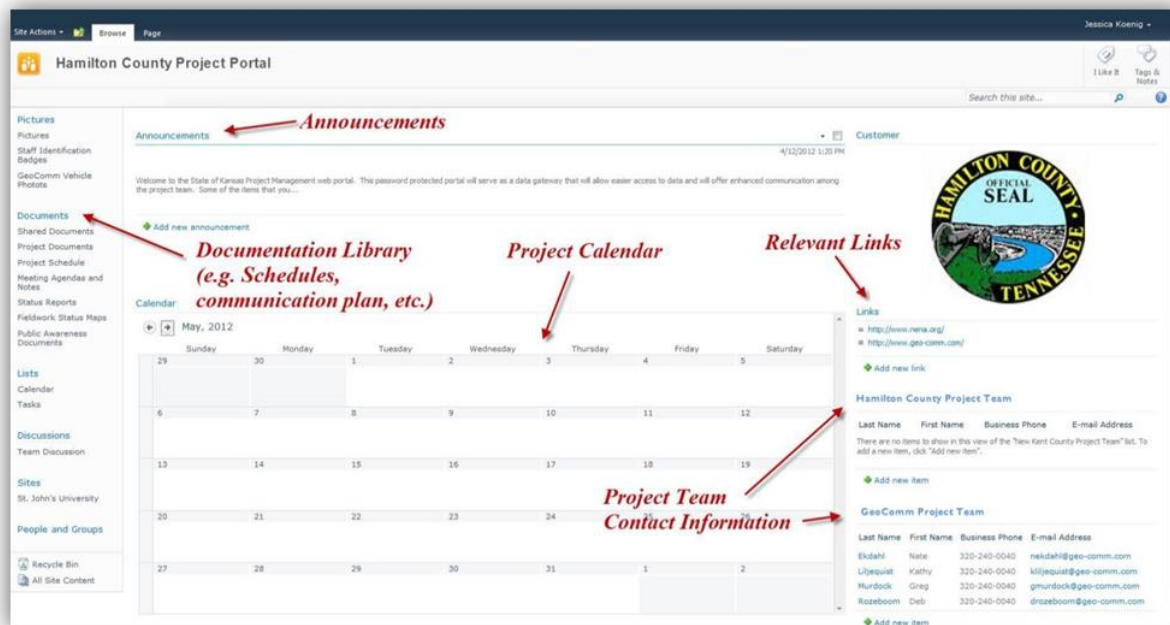 Jessica Koenig
Site Actions
Browse
Page
Hamilton County Project Portal
I Like It
Tags & Notes
Search this site...
Pictures
Pictures
Staff Identification
Badges
GeoComm Vehicle
Photots
Documents
Shared Documents
Project Documents
Project Schedule
Meeting Agendas and
Notes
Status Reports
Fieldwork Status Maps
Public Awareness
Documents
Lists
Calendar
Tasks
Discussions
Team Discussion
Sites
St. John's University
People and Groups
Recycle Bin
All Site Content
Announcements
Announcements
4/12/2012 1:20 PM
Welcome to the State of Kansas Project Management web portal. This password protected portal will serve as a data gateway that will allow easier access to data and will offer enhanced communication among
the project team. Some of the items that you...
Add new announcement
Documentation Library
(e.g. Schedules,
communication plan, etc.)
Project Calendar
Relevant Links
Calendar
May, 2012
Sunday Monday Tuesday Wednesday Thursday Friday Saturday
29 30 1 2 3 4 5
6 7 8 9 10 11 12
13 14 15 16 17 18 19
20 21 22 23 24 25 26
27 28 29 30 31 1 2
Project Team
Contact Information
Customer
HAMILTON COUNTY
OFFICIAL
SEAL
TENNESSEE
Links
http://www.nena.org/
http://www.geo-comm.com/
Add new link
Hamilton County Project Team
Last Name First Name Business Phone E-mail Address
There are no items to show in this view of the "New Kent County Project Team" list. To
add a new item, click "Add new item".
Add new item
GeoComm Project Team
Last Name First Name Business Phone E-mail Address
Ekdahl Nate 320-240-0040 nekdahl@geo-comm.com
Liljequist Kathy 320-240-0040 kliljequist@geo-comm.com
Murdock Greg 320-240-0040 gmurdock@geo-comm.com
Rozeboom Deb 320-240-0040 drozeboom@geo-comm.com
Add new item